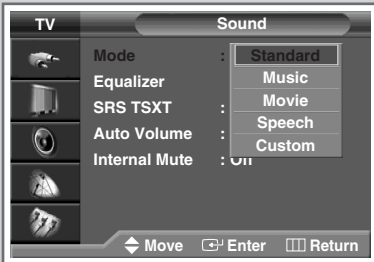 TV Sound
Mode : Standard
Music
Equalizer
Movie
SRS TSXT :
Speech
Auto Volume :
Custom
Internal Mute : Off
Move Enter Return